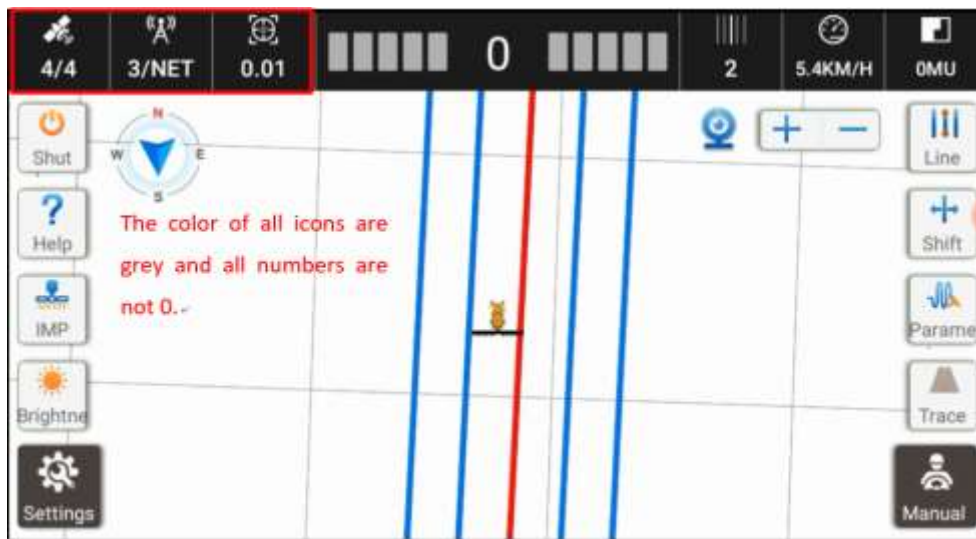 4/4 3/NET 0.01 0 2 5.4KM/H 0MU
Shut
N
W E
S
Line
Help
The color of all icons are
grey and all numbers are
not 0.
Shift
IMP
Parame
Brightne
Trace
Settings
Manual